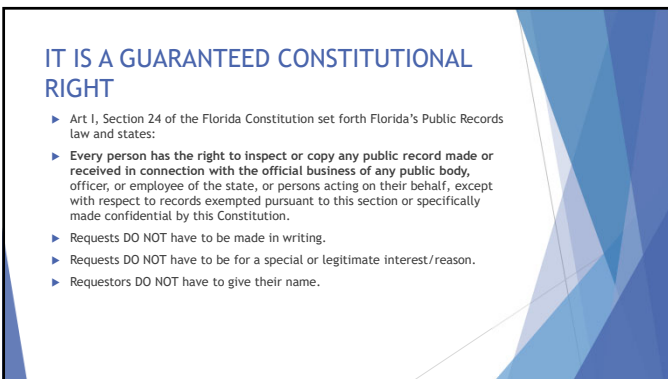 IT IS A GUARANTEED CONSTITUTIONAL
RIGHT
Art I, Section 24 of the Florida Constitution set forth Florida's Public Records
law and states:
Every person has the right to inspect or copy any public record made or
received in connection with the official business of any public body,
officer, or employee of the state, or persons acting on their behalf, except
with respect to records exempted pursuant to this section or specifically
made confidential by this Constitution.
Requests DO NOT have to be made in writing.
Requests DO NOT have to be for a special or legitimate interest/reason.
Requestors DO NOT have to give their name.